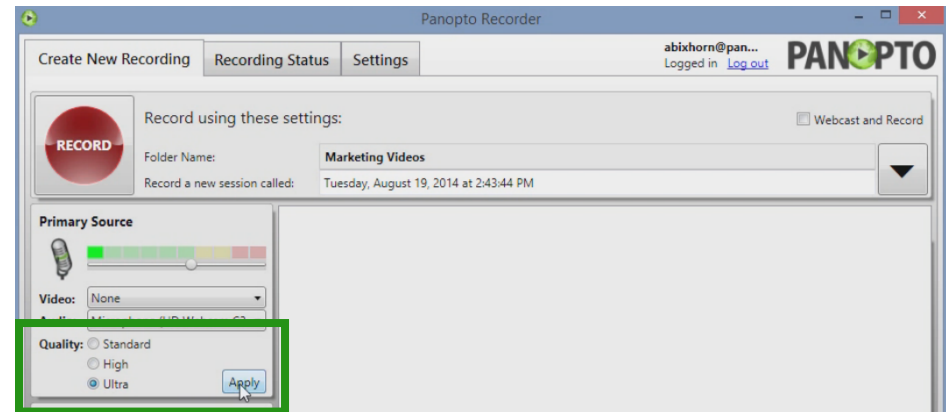 Panopto Recorder
Create New Recording Recording Status Settings
abixhorn@pan...
Logged in Log out
PANOPTO
RECORD
Record using these settings:
Webcast and Record
Folder Name: Marketing Videos
Record a new session called: Tuesday, August 19, 2014 at 2:43:44 PM
Primary Source
Video: None
Quality: Standard
High
Ultra
Apply